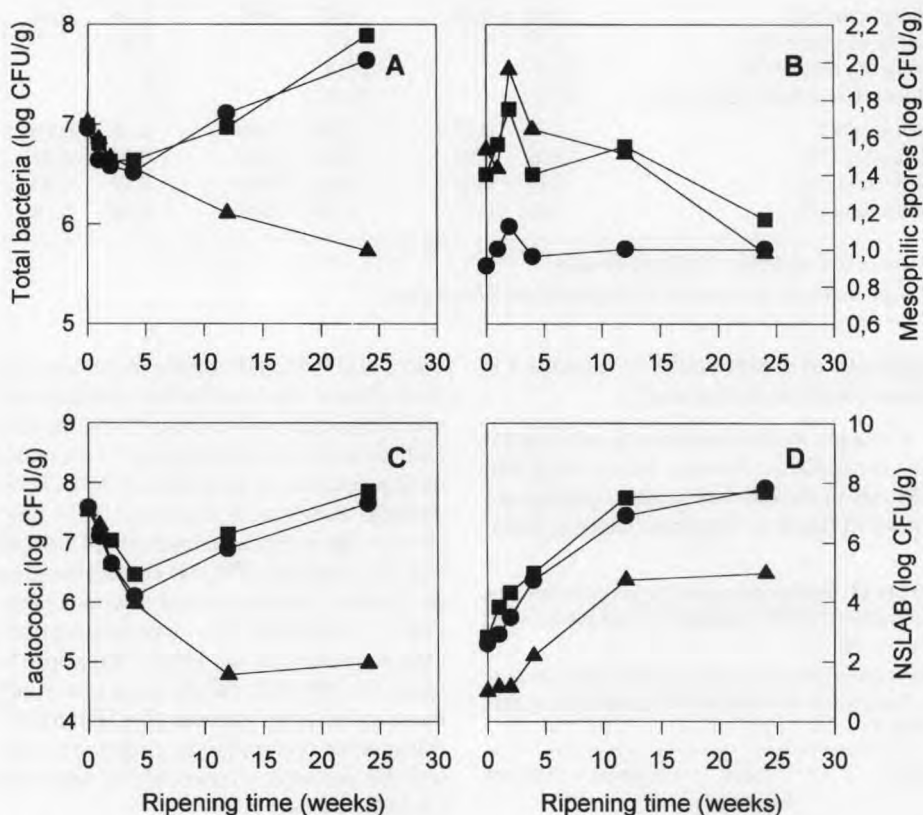 A
Total bacteria (log CFU/g)
8
7
6
5
0 5 10 15 20 25 30
B
Mesophilic spores (log CFU/g)
2,2
2,0
1,8
1,6
1,4
1,2
1,0
0,8
0,6
0 5 10 15 20 25 30
C
Lactococci (log CFU/g)
9
8
7
6
5
4
0 5 10 15 20 25 30
Ripening time (weeks)
D
NSLAB (log CFU/g)
10
8
6
4
2
0
0 5 10 15 20 25 30
Ripening time (weeks)